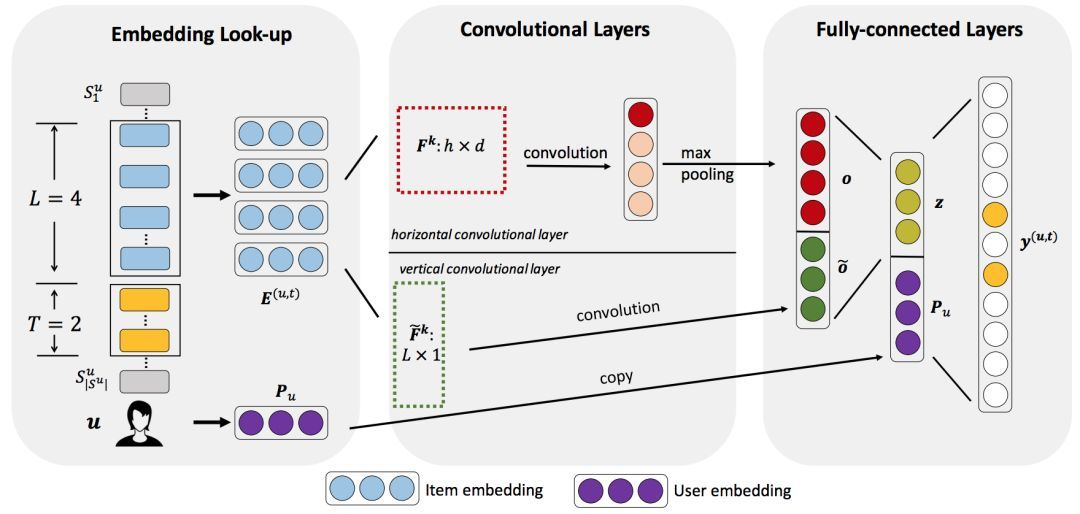 Embedding Look-up
Convolutional Layers
Fully-connected Layers
S₁ᵘ
L = 4
T = 2
Sᵘ|Sᵘ|
u
E⁽ᵘ,ᵗ⁾
Pᵤ
Fᵏ: h × d
convolution
max
pooling
horizontal convolutional layer
vertical convolutional layer
F̃ᵏ:
L × 1
convolution
copy
o
õ
z
Pᵤ
y⁽ᵘ,ᵗ⁾
Item embedding
User embedding